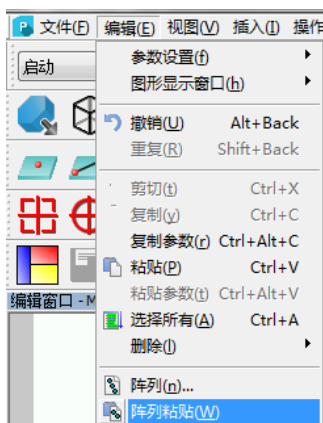 文件(F) 编辑(E) 视图(V) 插入(I) 操作
启动
参数设置(f)
图形显示窗口(h)
撤销(U) Alt+Back
重复(R) Shift+Back
剪切(t) Ctrl+X
复制(y) Ctrl+C
复制参数(r) Ctrl+Alt+C
粘贴(P) Ctrl+V
粘贴参数(t) Ctrl+Alt+V
编辑窗口 - M
选择所有(A) Ctrl+A
删除(l)
阵列(n)...
阵列粘贴(W)